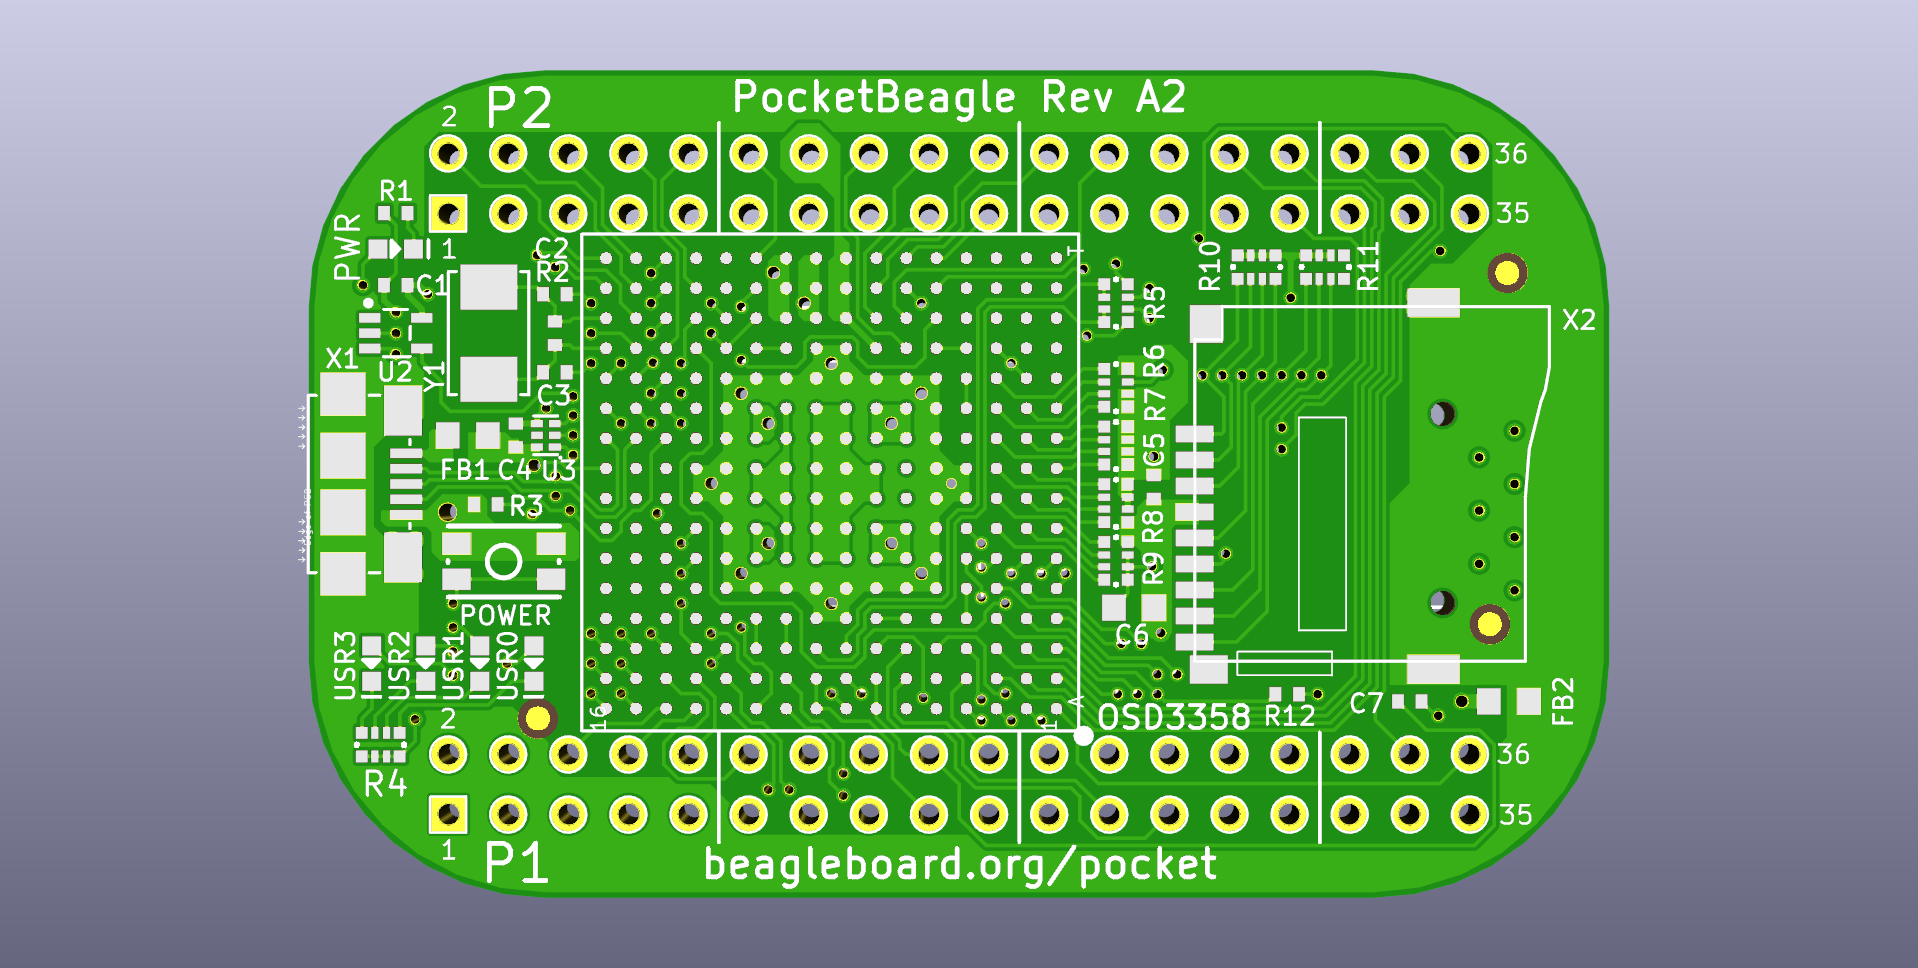 PocketBeagle Rev A2
P2
2
36
35
1
R1
PWR
C1
C2
R2
X1
U2
Y1
C3
FB1
C4
U3
R3
POWER
USR3
USR2
USR1
USR0
R4
T
A
16
1
R5
R6
R7
C5
R8
R9
C6
OSD3358
R10
R11
X2
R12
C7
FB2
2
36
35
1
P1
beagleboard.org/pocket